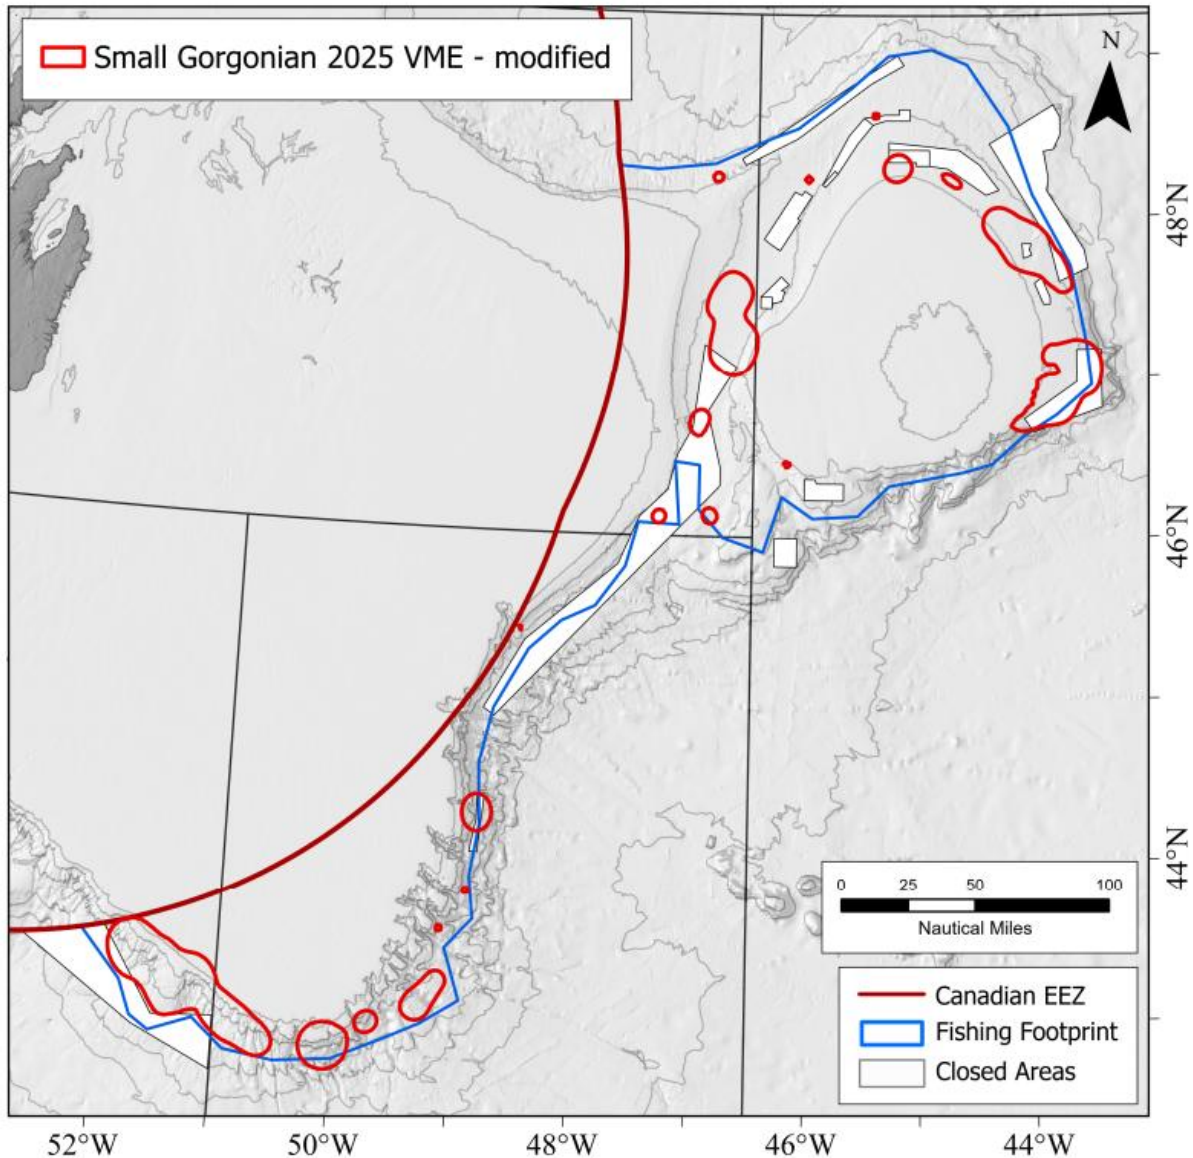 Small Gorgonian 2025 VME - modified
N
48°N
46°N
44°N
0 25 50 100
Nautical Miles
Canadian EEZ
Fishing Footprint
Closed Areas
52°W 50°W 48°W 46°W 44°W